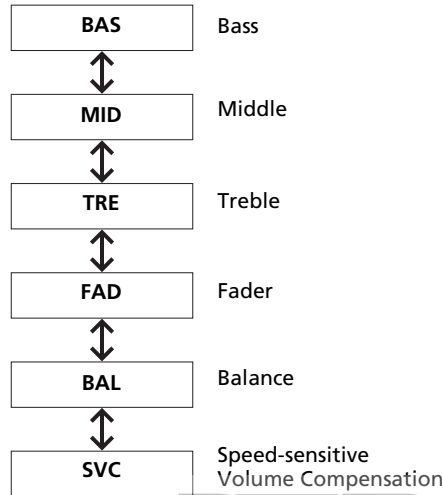 BAS Bass
MID Middle
TRE Treble
FAD Fader
BAL Balance
SVC Speed-sensitive
Volume Compensation